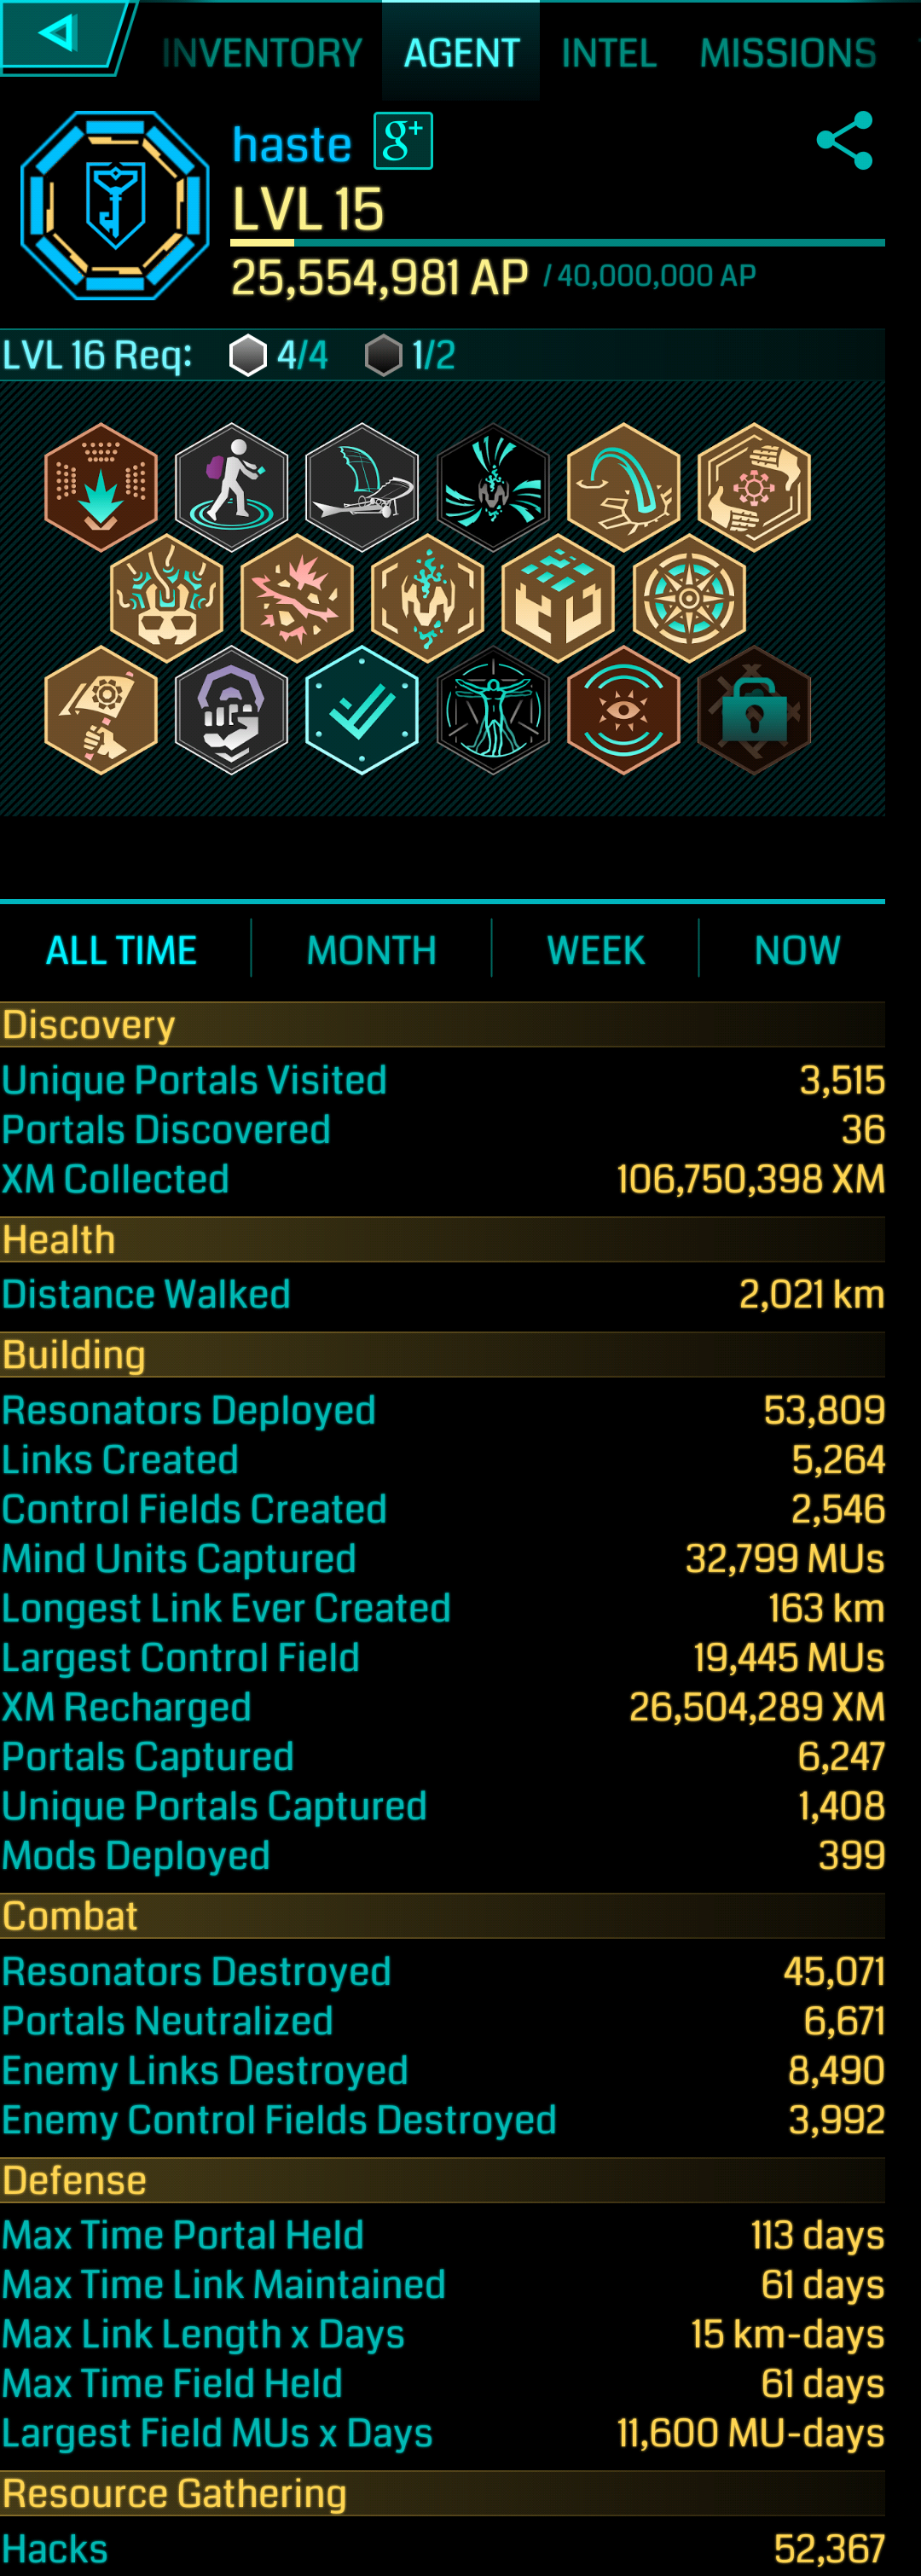 INVENTORY AGENT INTEL MISSIONS
haste g+
LVL 15
25,554,981 AP / 40,000,000 AP
LVL 16 Req: 4/4 1/2
ALL TIME MONTH WEEK NOW
Discovery
Unique Portals Visited 3,515
Portals Discovered 36
XM Collected 106,750,398 XM
Health
Distance Walked 2,021 km
Building
Resonators Deployed 53,809
Links Created 5,264
Control Fields Created 2,546
Mind Units Captured 32,799 MUs
Longest Link Ever Created 163 km
Largest Control Field 19,445 MUs
XM Recharged 26,504,289 XM
Portals Captured 6,247
Unique Portals Captured 1,408
Mods Deployed 399
Combat
Resonators Destroyed 45,071
Portals Neutralized 6,671
Enemy Links Destroyed 8,490
Enemy Control Fields Destroyed 3,992
Defense
Max Time Portal Held 113 days
Max Time Link Maintained 61 days
Max Link Length x Days 15 km-days
Max Time Field Held 61 days
Largest Field MUs x Days 11,600 MU-days
Resource Gathering
Hacks 52,367